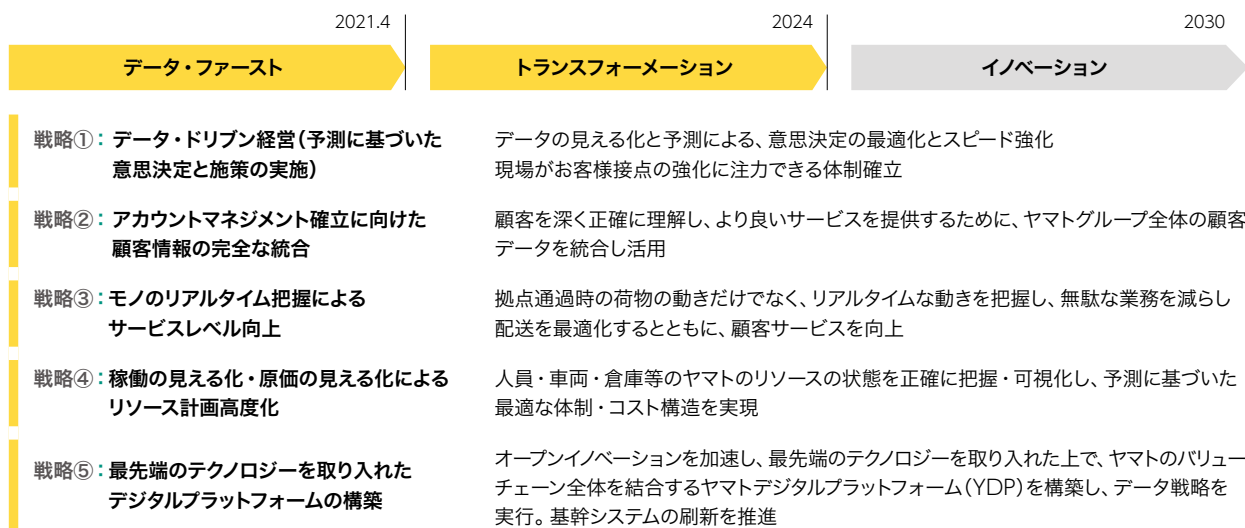 2021.4
2024
2030
データ・ファースト
トランスフォーメーション
イノベーション
戦略①：データ・ドリブン経営（予測に基づいた
意思決定と施策の実施）
データの見える化と予測による、意思決定の最適化とスピード強化
現場がお客様接点の強化に注力できる体制確立
戦略②：アカウントマネジメント確立に向けた
顧客情報の完全な統合
顧客を深く正確に理解し、より良いサービスを提供するために、ヤマトグループ全体の顧客
データを統合し活用
戦略③：モノのリアルタイム把握による
サービスレベル向上
拠点通過時の荷物の動きだけでなく、リアルタイムな動きを把握し、無駄な業務を減らし
配送を最適化するとともに、顧客サービスを向上
戦略④：稼働の見える化・原価の見える化による
リソース計画高度化
人員・車両・倉庫等のヤマトのリソースの状態を正確に把握・可視化し、予測に基づいた
最適な体制・コスト構造を実現
戦略⑤：最先端のテクノロジーを取り入れた
デジタルプラットフォームの構築
オープンイノベーションを加速し、最先端のテクノロジーを取り入れた上で、ヤマトのバリュー
チェーン全体を結合するヤマトデジタルプラットフォーム（YDP）を構築し、データ戦略を
実行。基幹システムの刷新を推進